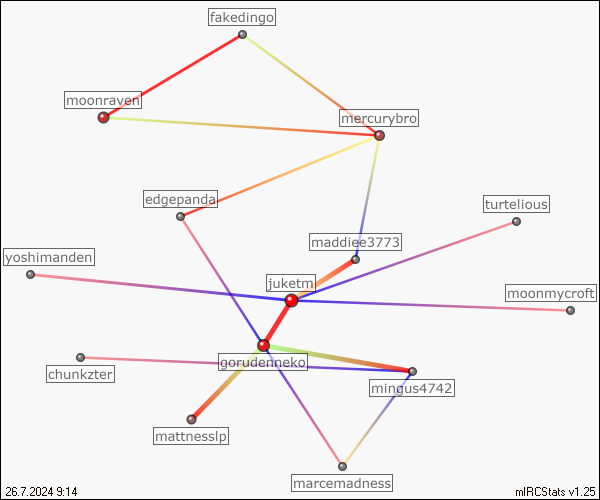 fakedingo
moonraven
mercurybro
edgepanda
turtelious
maddiee3773
yoshimanden
juketm
moonmycroft
gorudenneko
chunkzter
mingus4742
mattnesslp
marcemadness
26.7.2024 9:14
mIRCStats v1.25